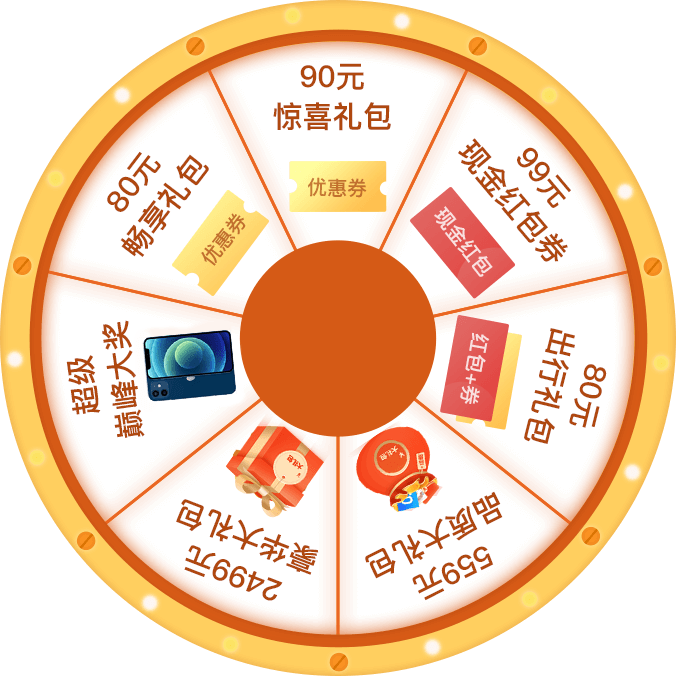 90元
惊喜礼包
优惠券
99元
现金红包券
现金红包
80元
出行礼包
红包+券
559元
品质大礼包
大礼包
2499元
豪华大礼包
大礼包
超级
巅峰大奖
80元
畅享礼包
优惠券